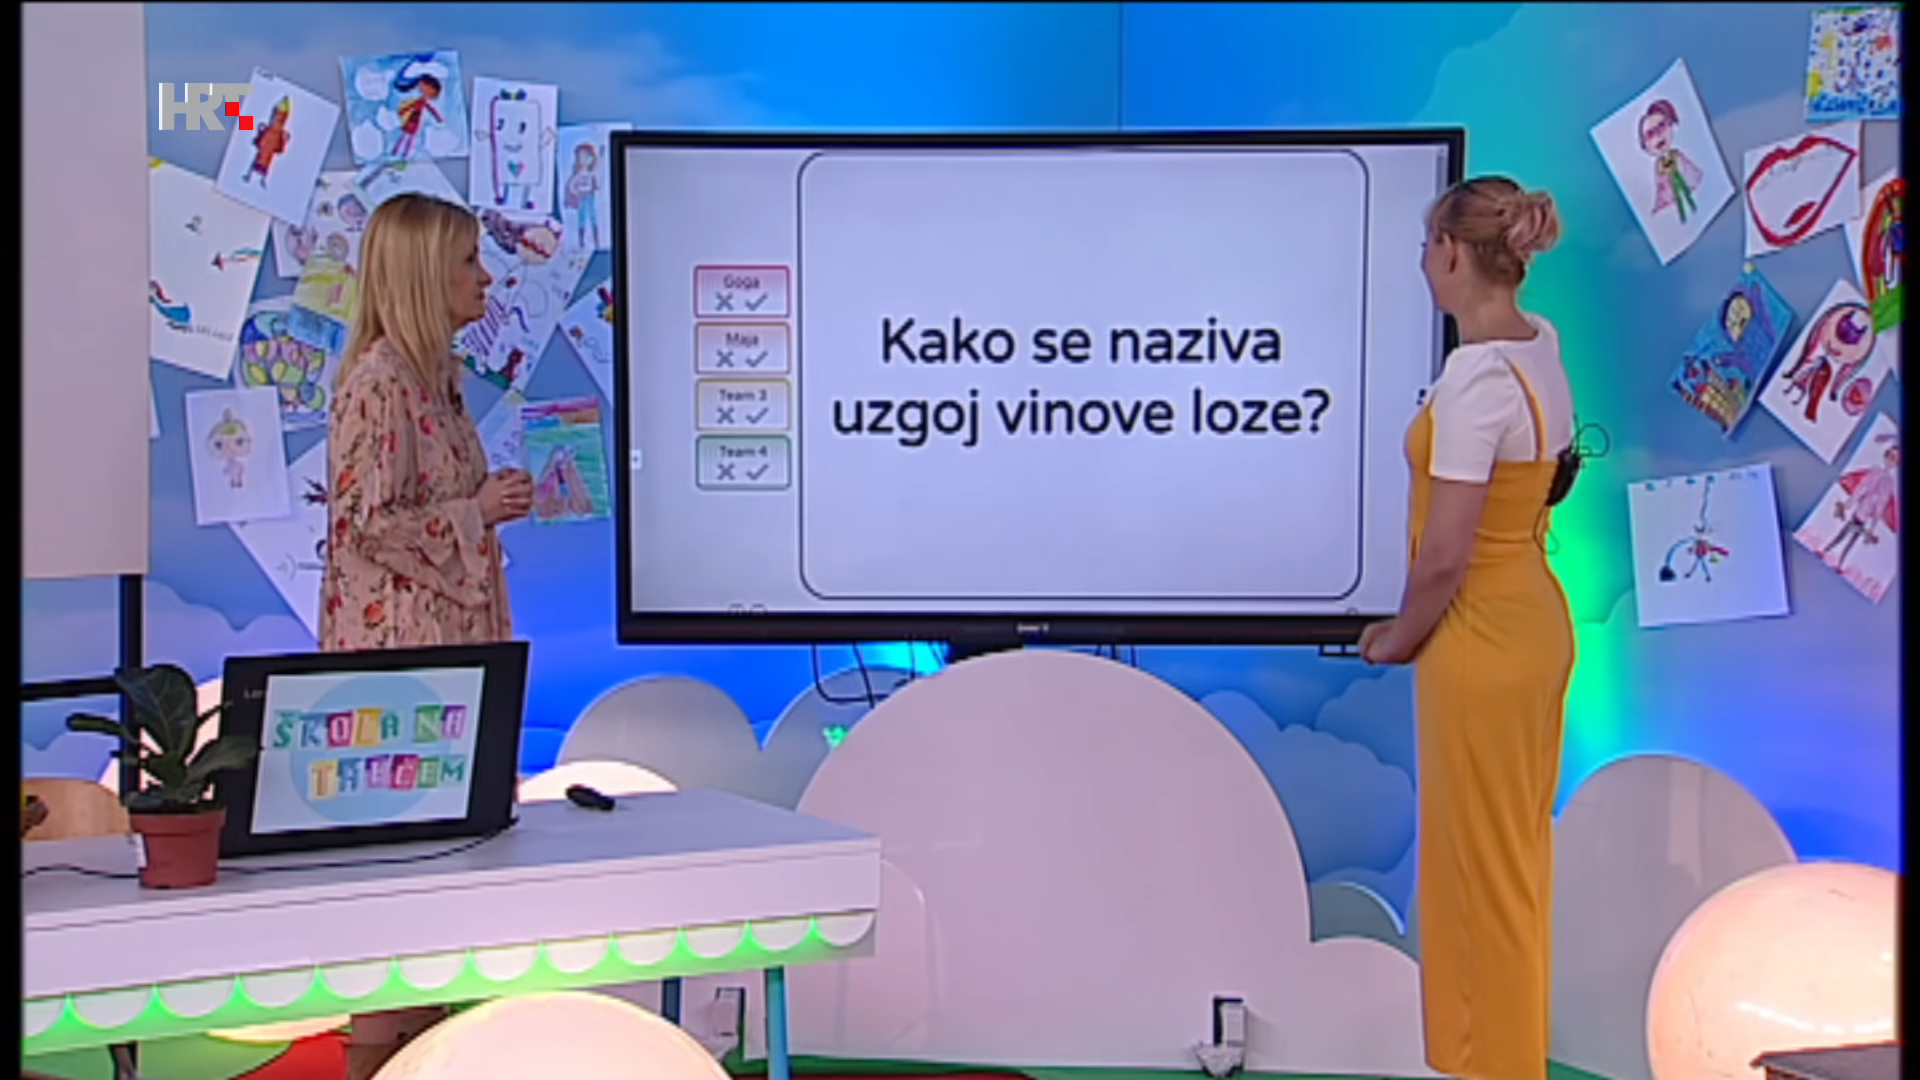 HRT
Goga
Maja
Team 3
Team 4
Kako se naziva
uzgoj vinove loze?
ŠKOLA NA
TREĆEM